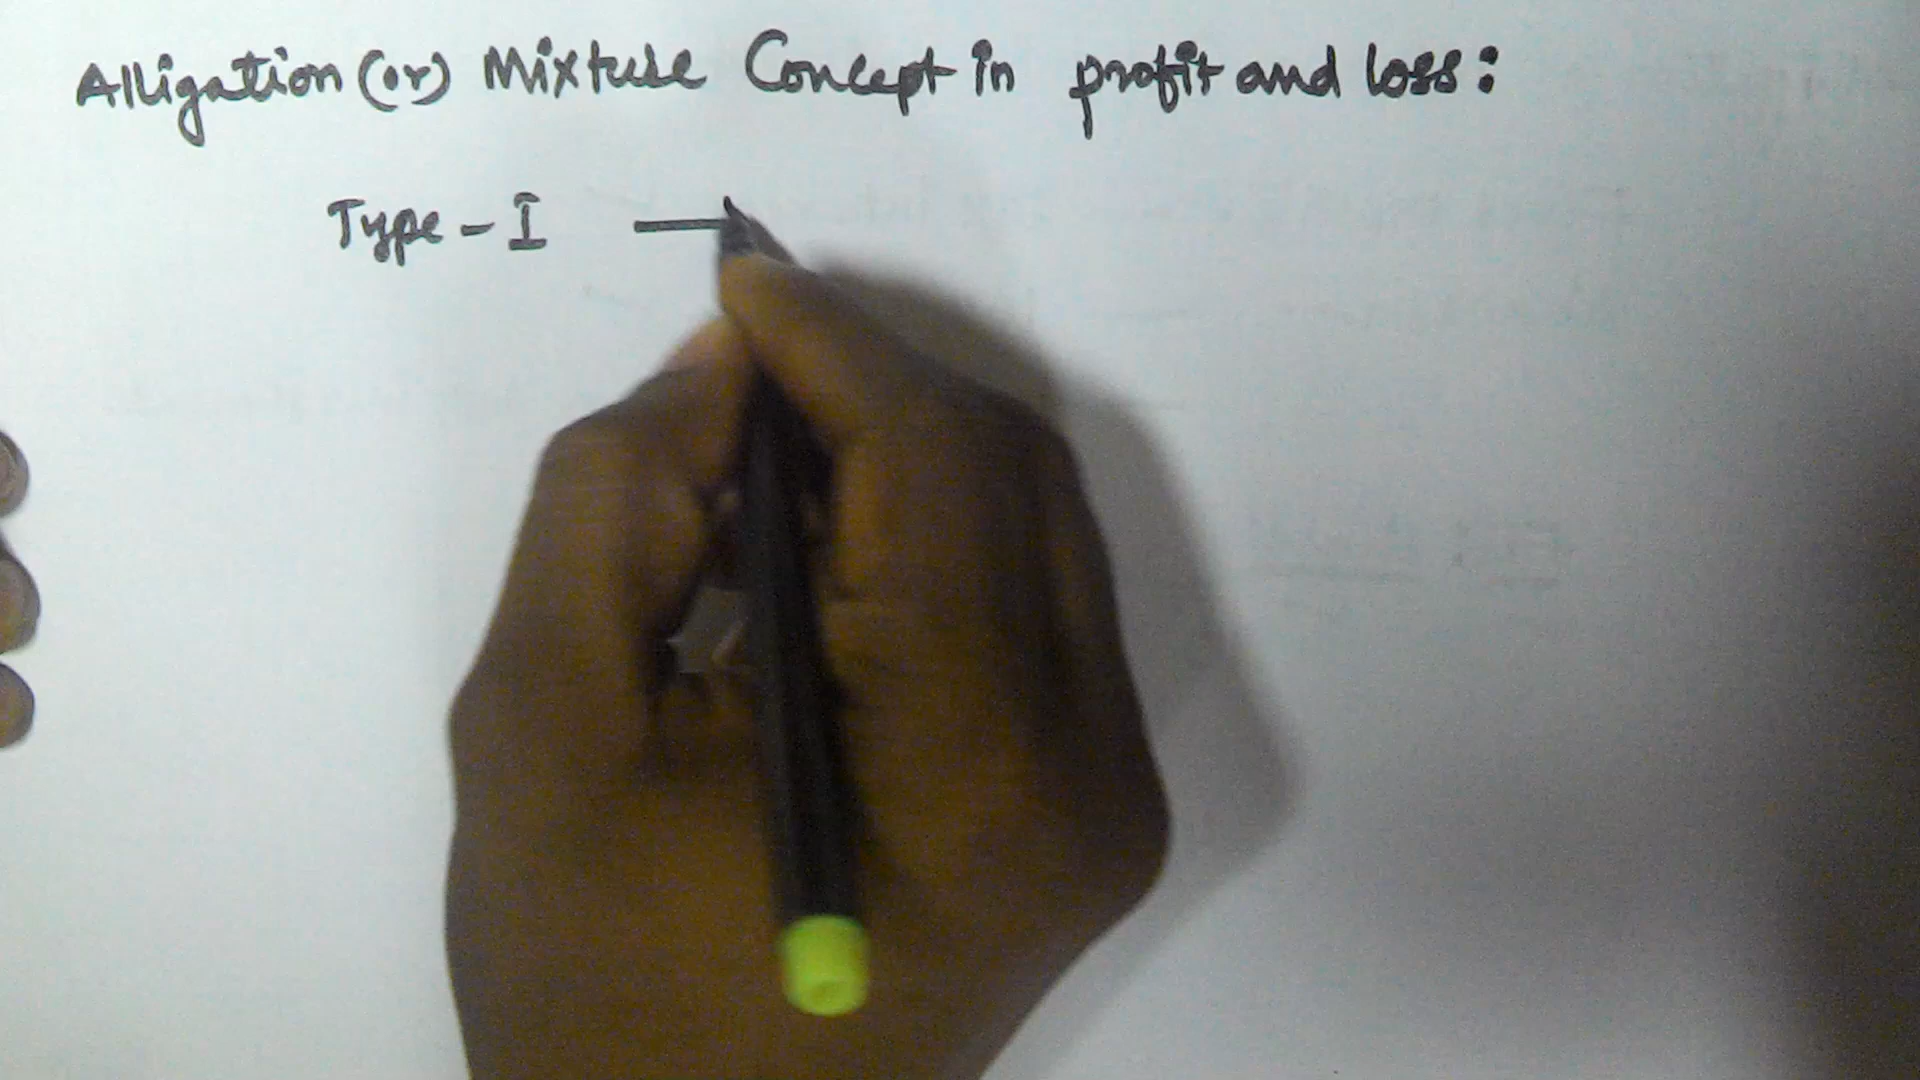 Alligation (or) Mixture Concept in profit and loss:
Type - I —